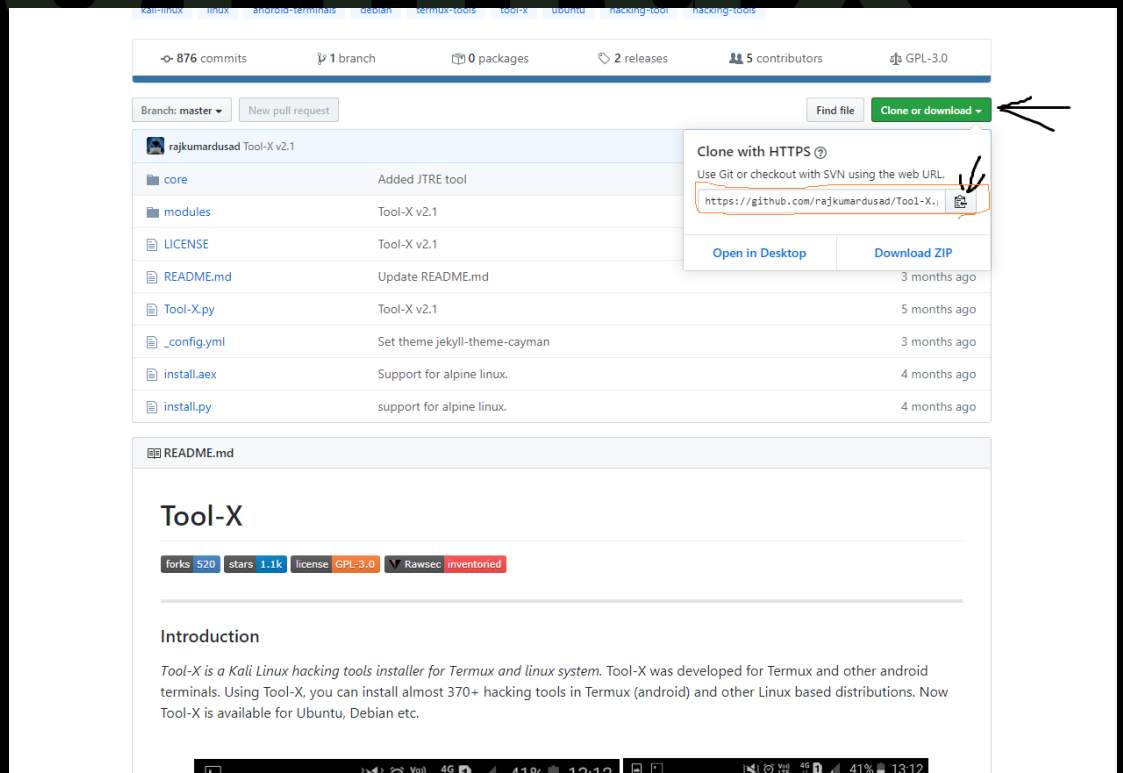 kali-linux linux android-terminals debian termux-tools tool-x ubuntu hacking-tool hacking-tools
876 commits 1 branch 0 packages 2 releases 5 contributors GPL-3.0
Branch: master New pull request Find file Clone or download
rajkumardusad Tool-X v2.1
Clone with HTTPS
Use Git or checkout with SVN using the web URL.
https://github.com/rajkumardusad/Tool-X.
Open in Desktop Download ZIP
core Added JTRE tool
modules Tool-X v2.1
LICENSE Tool-X v2.1
README.md Update README.md 3 months ago
Tool-X.py Tool-X v2.1 5 months ago
_config.yml Set theme jekyll-theme-cayman 3 months ago
install.aex Support for alpine linux. 4 months ago
install.py support for alpine linux. 4 months ago
README.md
Tool-X
forks 520 stars 1.1k license GPL-3.0 Rawsec inventoried
Introduction
Tool-X is a Kali Linux hacking tools installer for Termux and linux system. Tool-X was developed for Termux and other android
terminals. Using Tool-X, you can install almost 370+ hacking tools in Termux (android) and other Linux based distributions. Now
Tool-X is available for Ubuntu, Debian etc.
4G 1 41% 13:12 4G 1 41% 13:12